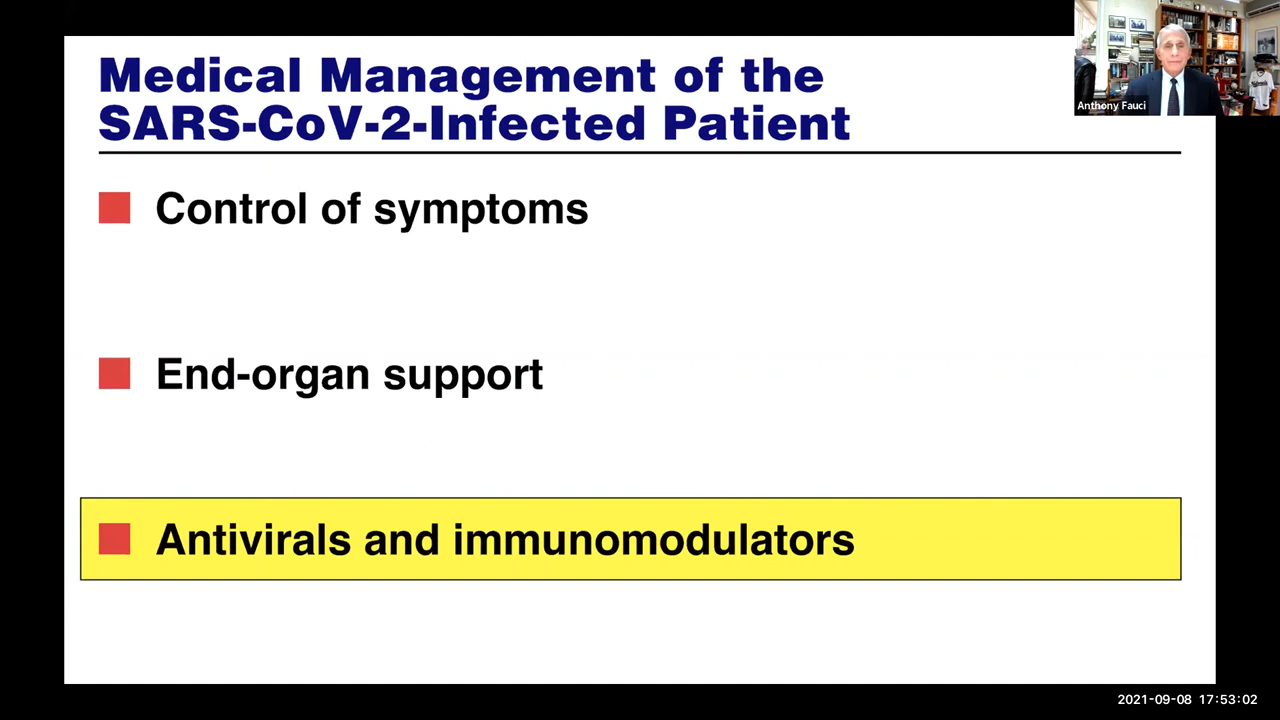 Medical Management of the
SARS-CoV-2-Infected Patient
Anthony Fauci
Control of symptoms
End-organ support
Antivirals and immunomodulators
2021-09-08 17:53:02